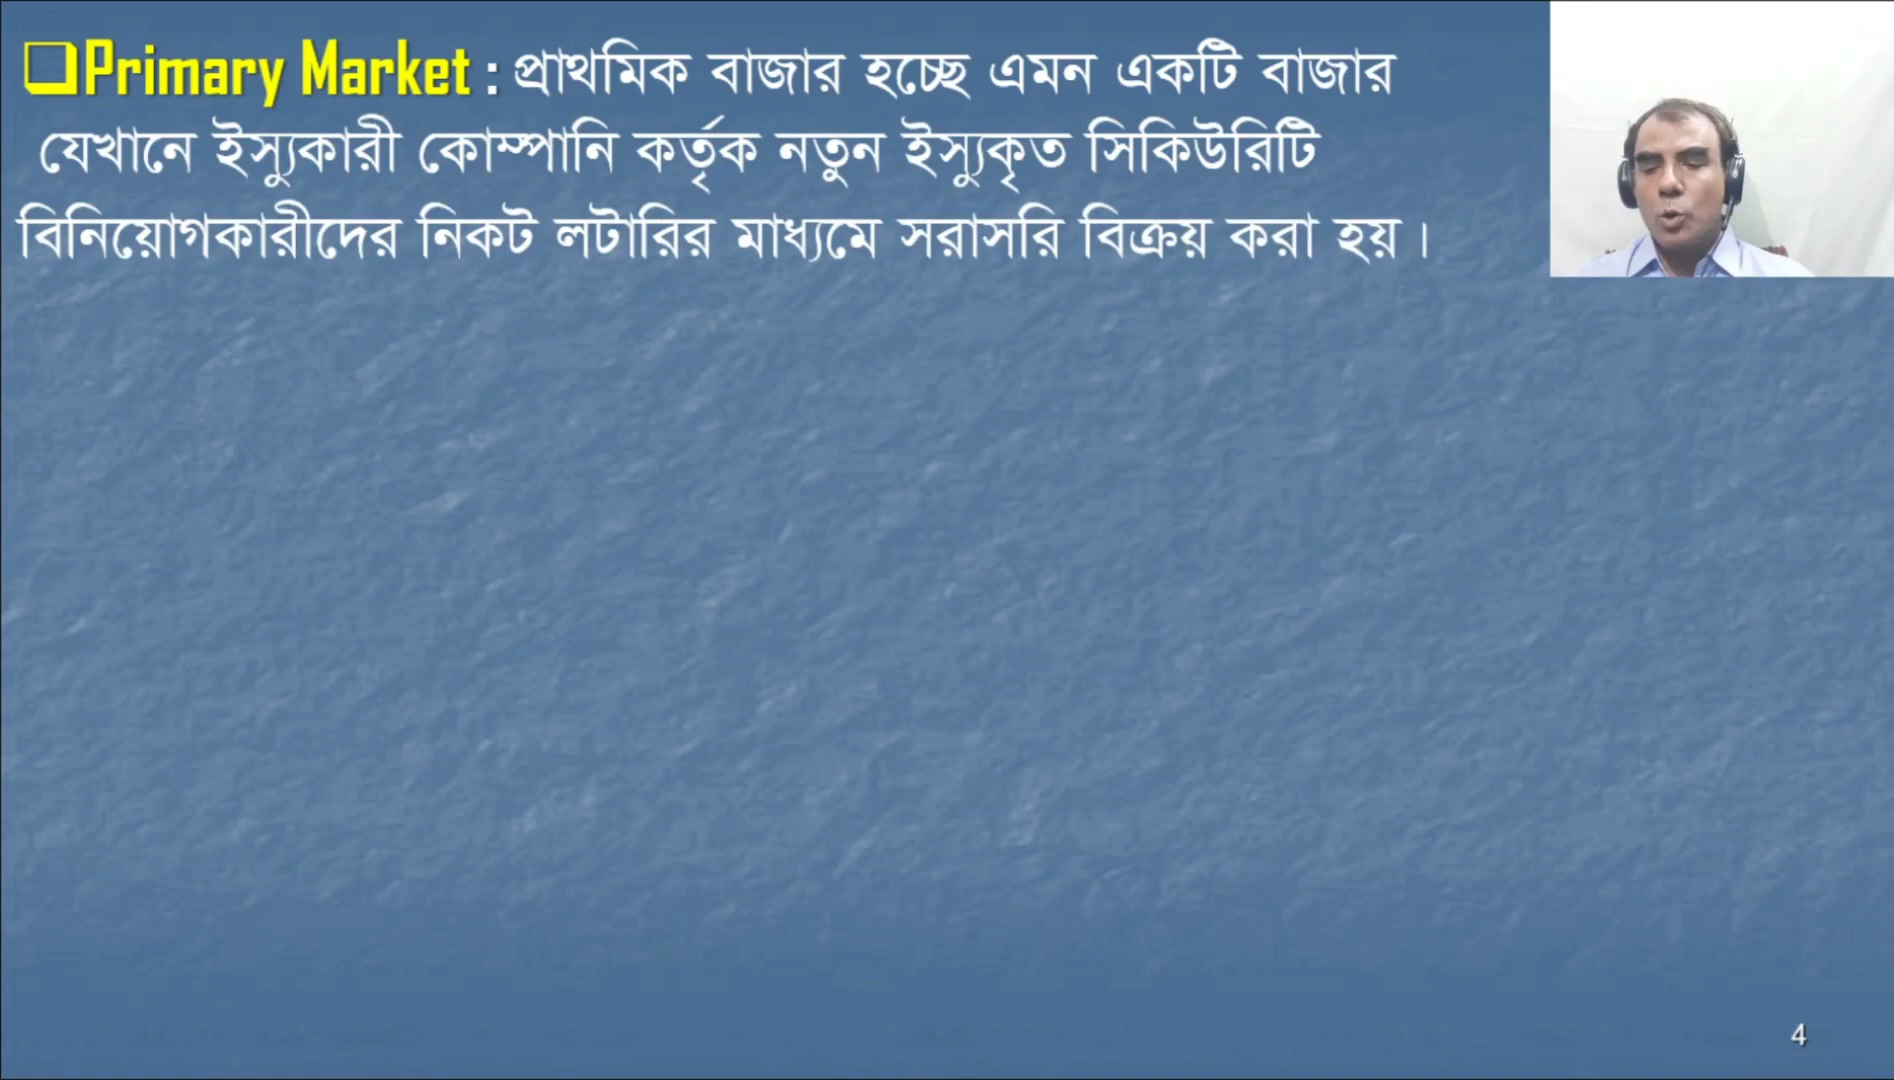 Primary Market : প্রাথমিক বাজার হচ্ছে এমন একটি বাজার
যেখানে ইস্যুকারী কোম্পানি কর্তৃক নতুন ইস্যুকৃত সিকিউরিটি
বিনিয়োগকারীদের নিকট লটারির মাধ্যমে সরাসরি বিক্রয় করা হয়।
4